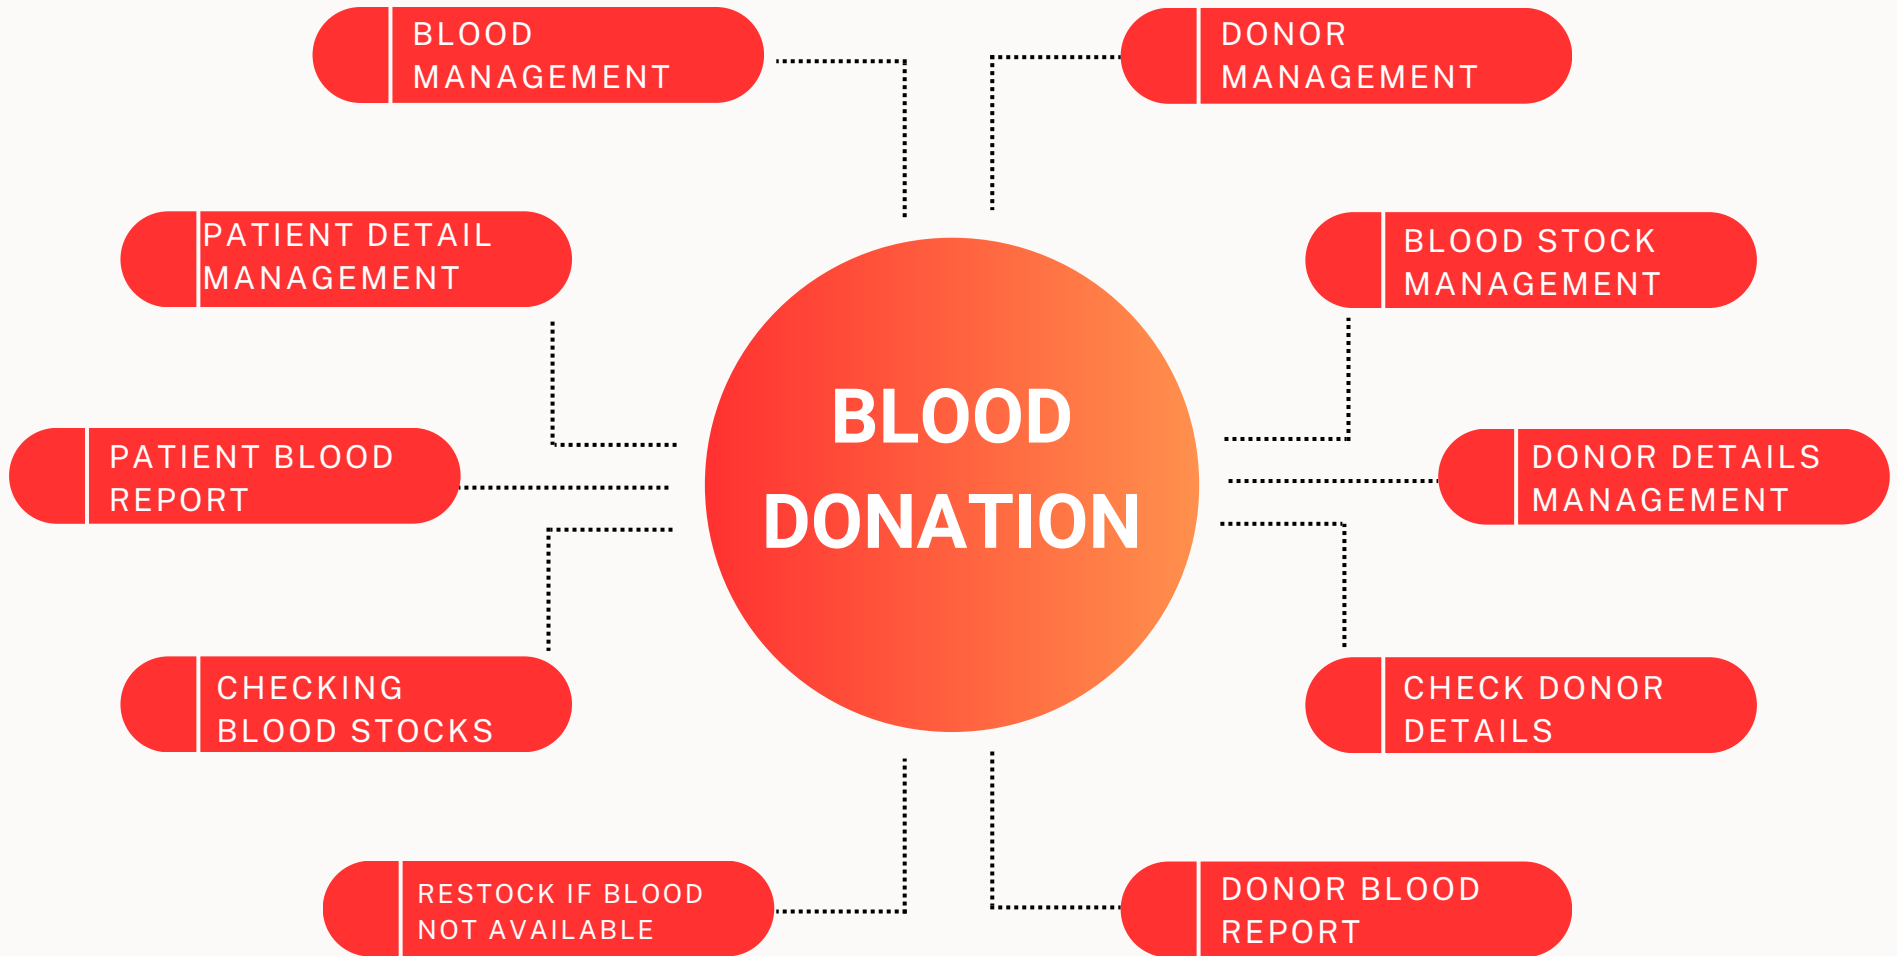 BLOOD
MANAGEMENT
DONOR
MANAGEMENT
PATIENT DETAIL
MANAGEMENT
BLOOD STOCK
MANAGEMENT
BLOOD
DONATION
PATIENT BLOOD
REPORT
DONOR DETAILS
MANAGEMENT
CHECKING
BLOOD STOCKS
CHECK DONOR
DETAILS
RESTOCK IF BLOOD
NOT AVAILABLE
DONOR BLOOD
REPORT